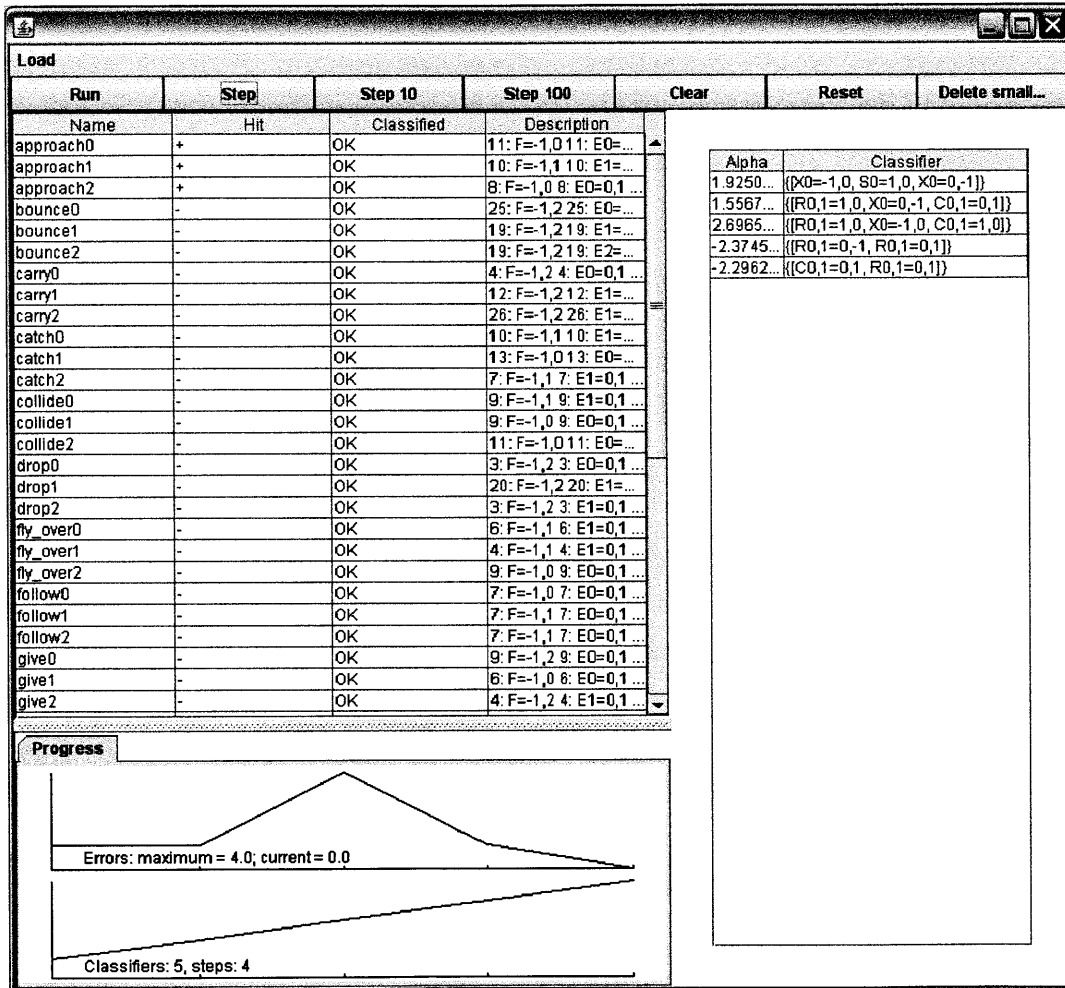 Load
Run Step Step 10 Step 100 Clear Reset Delete small...
Name Hit Classified Description
approach0 + OK 11: F=-1,0 11: E0=...
approach1 + OK 10: F=-1,1 10: E1=...
approach2 + OK 8: F=-1,0 8: E0=0,1 ...
bounce0 - OK 25: F=-1,2 25: E0=...
bounce1 - OK 19: F=-1,2 19: E1=...
bounce2 - OK 19: F=-1,2 19: E2=...
carry0 - OK 4: F=-1,2 4: E0=0,1 ...
carry1 - OK 12: F=-1,2 12: E1=...
carry2 - OK 26: F=-1,2 26: E1=...
catch0 - OK 10: F=-1,1 10: E1=...
catch1 - OK 13: F=-1,0 13: E0=...
catch2 - OK 7: F=-1,1 7: E1=0,1 ...
collide0 - OK 9: F=-1,1 9: E1=0,1 ...
collide1 - OK 9: F=-1,0 9: E0=0,1 ...
collide2 - OK 11: F=-1,0 11: E0=...
drop0 - OK 3: F=-1,2 3: E0=0,1 ...
drop1 - OK 20: F=-1,2 20: E1=...
drop2 - OK 3: F=-1,2 3: E1=0,1 ...
fly_over0 - OK 6: F=-1,1 6: E1=0,1 ...
fly_over1 - OK 4: F=-1,1 4: E1=0,1 ...
fly_over2 - OK 9: F=-1,0 9: E0=0,1 ...
follow0 - OK 7: F=-1,0 7: E0=0,1 ...
follow1 - OK 7: F=-1,1 7: E1=0,1 ...
follow2 - OK 7: F=-1,1 7: E0=0,1 ...
give0 - OK 9: F=-1,2 9: E0=0,1 ...
give1 - OK 6: F=-1,0 6: E0=0,1 ...
give2 - OK 4: F=-1,2 4: E1=0,1 ...
Alpha Classifier
1.9250... {[X0=-1,0, S0=1,0, X0=0,-1]}
1.5567... {[R0,1=1,0, X0=0,-1, C0,1=0,1]}
2.6965... {[R0,1=1,0, X0=-1,0, C0,1=1,0]}
-2.3745... {[R0,1=0,-1, R0,1=0,1]}
-2.2962... {[C0,1=0,1, R0,1=0,1]}
Progress
Errors: maximum = 4.0; current = 0.0
Classifiers: 5, steps: 4